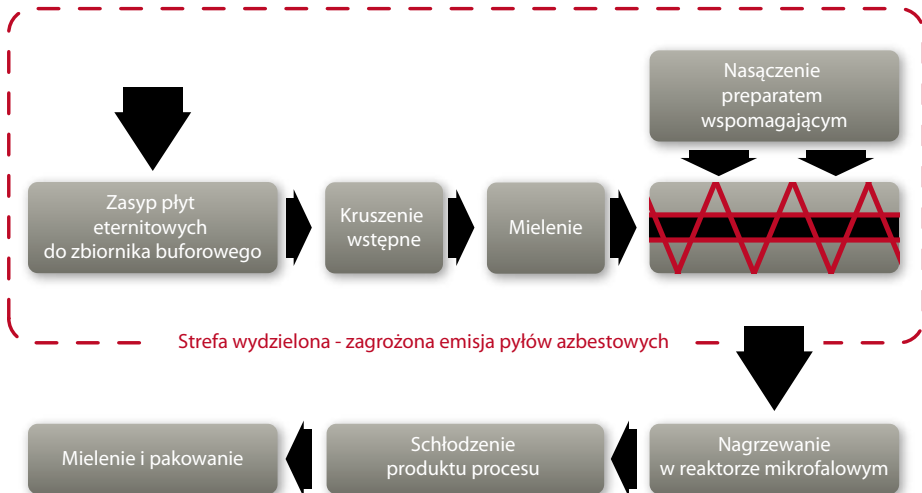 Nasączenie
preparatem
wspomagającym
Zasyp płyt
eternitowych
do zbiornika buforowego
Kruszenie
wstępne
Mielenie
Strefa wydzielona - zagrożona emisja pyłów azbestowych
Mielenie i pakowanie
Schłodzenie
produktu procesu
Nagrzewanie
w reaktorze mikrofalowym